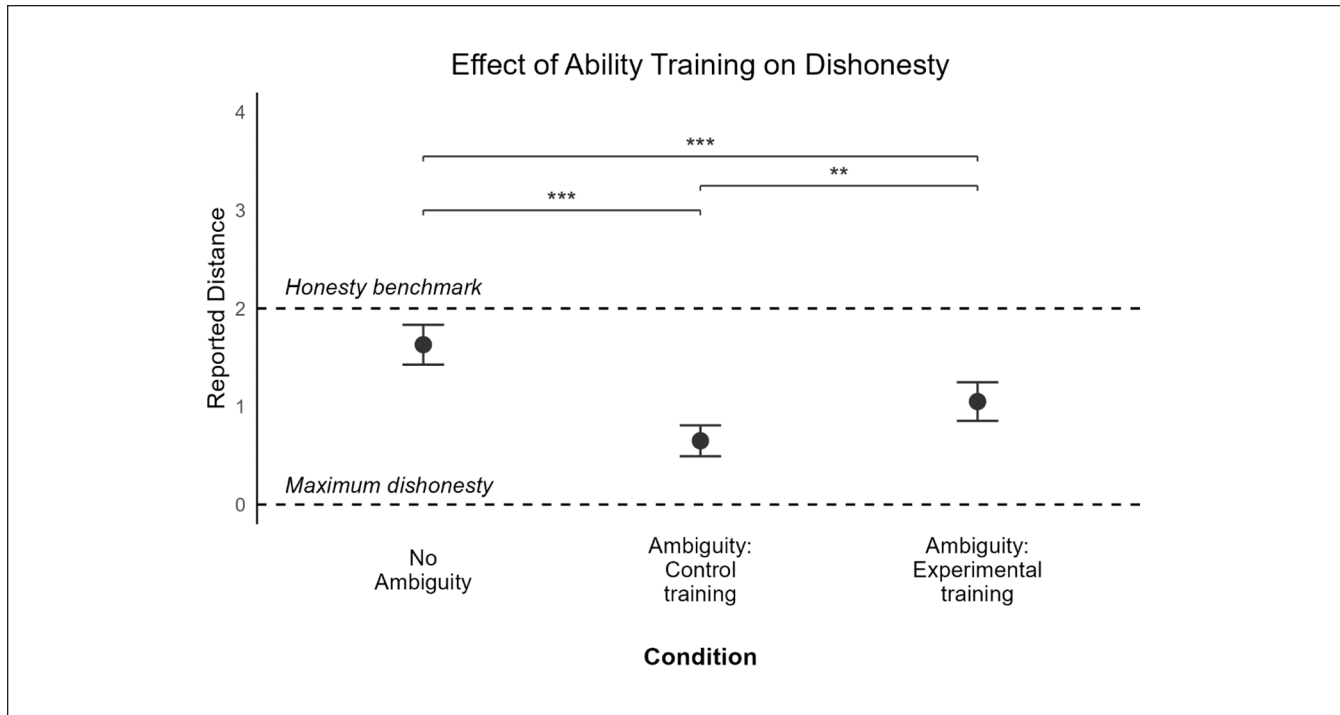 Effect of Ability Training on Dishonesty
4
***
**
3
***
Reported Distance
Honesty benchmark
2
1
Maximum dishonesty
0
No
Ambiguity
Ambiguity:
Control
training
Ambiguity:
Experimental
training
Condition